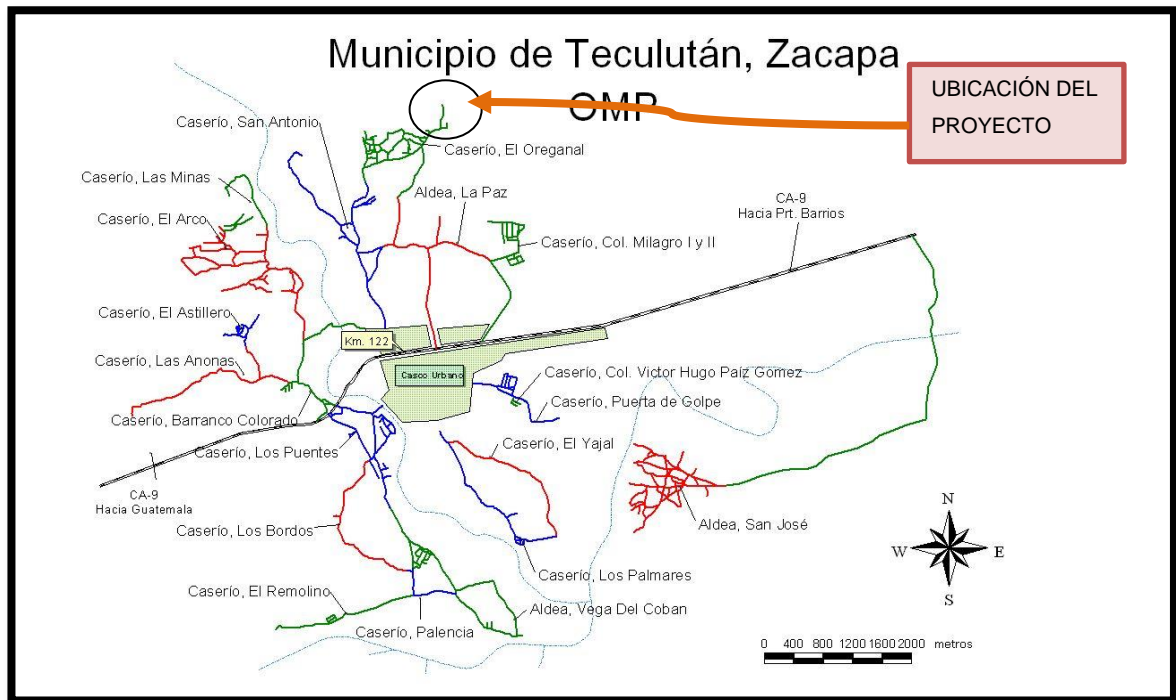 Municipio de Teculután, Zacapa
OMP
UBICACIÓN DEL
PROYECTO
Caserío, San Antonio
Caserío, El Oreganal
Caserío, Las Minas
Aldea, La Paz
CA-9
Hacia Prt. Barrios
Caserío, El Arco
Caserío, Col. Milagro I y II
Caserío, El Astillero
Km. 122
Caserío, Las Anonas
Casco Urbano
Caserío, Col. Victor Hugo Paíz Gómez
Caserío, Puerta de Golpe
Caserío, Barranco Colorado
Caserío, El Yajal
Caserío, Los Puentes
CA-9
Hacia Guatemala
Caserío, Los Bordos
Aldea, San José
N
W
E
S
Caserío, Los Palmares
Caserío, El Remolino
Aldea, Vega Del Coban
Caserío, Palencia
0 400 800 1200 1600 2000 metros